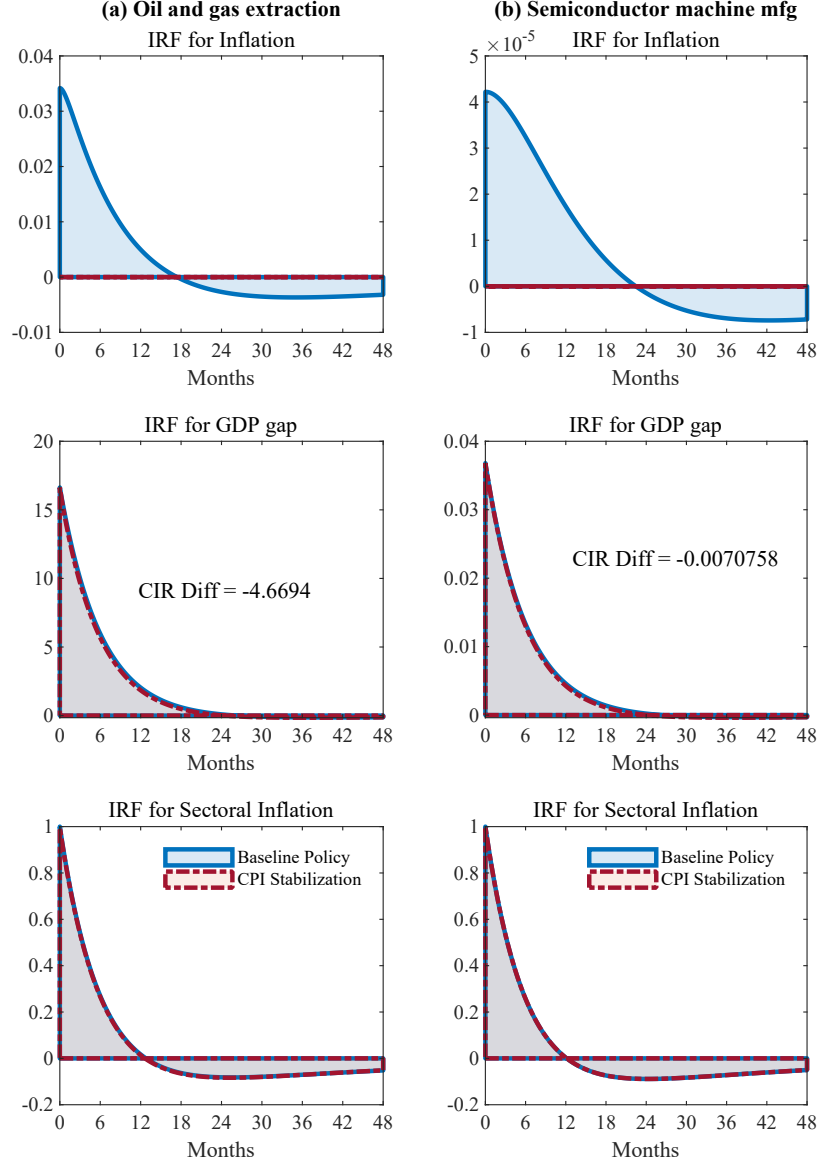 (a) Oil and gas extraction
IRF for Inflation
0.04
0.03
0.02
0.01
0
-0.01
0 6 12 18 24 30 36 42 48
Months
IRF for GDP gap
20
15
10
5
0
CIR Diff = -4.6694
0 6 12 18 24 30 36 42 48
Months
IRF for Sectoral Inflation
1
0.8
0.6
0.4
0.2
0
-0.2
Baseline Policy
CPI Stabilization
0 6 12 18 24 30 36 42 48
Months
(b) Semiconductor machine mfg
IRF for Inflation
×10⁻⁵
5
4
3
2
1
0
-1
0 6 12 18 24 30 36 42 48
Months
IRF for GDP gap
0.04
0.03
0.02
0.01
0
CIR Diff = -0.0070758
0 6 12 18 24 30 36 42 48
Months
IRF for Sectoral Inflation
1
0.8
0.6
0.4
0.2
0
-0.2
Baseline Policy
CPI Stabilization
0 6 12 18 24 30 36 42 48
Months